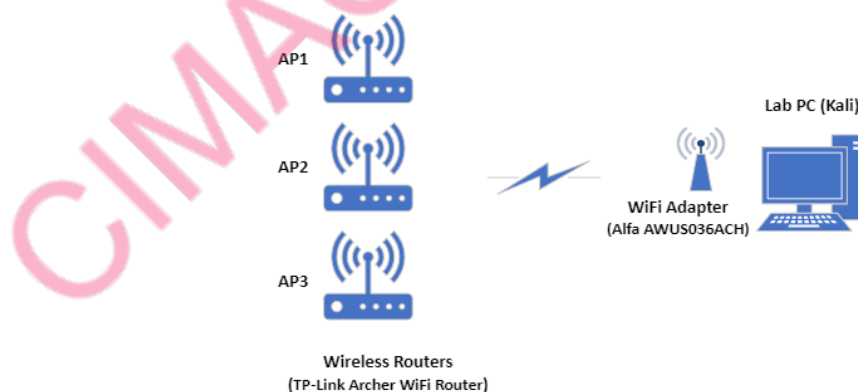 CIMA
AP1
AP2
AP3
Wireless Routers
(TP-Link Archer WiFi Router)
WiFi Adapter
(Alfa AWUS036ACH)
Lab PC (Kali)